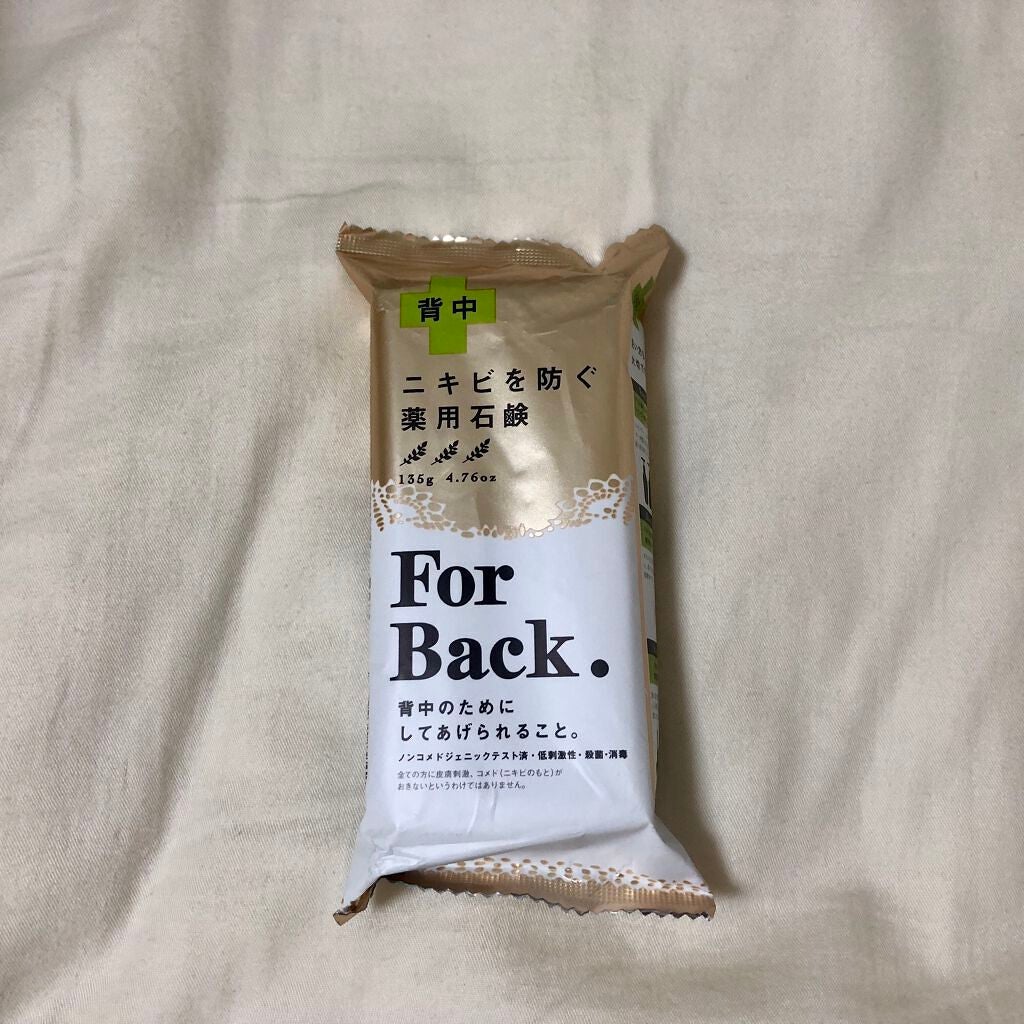 背中
ニキビを防ぐ
薬用石鹸
135g 4.76oz
For
Back.
背中のために
してあげられること。
ノンコメドジェニックテスト済・低刺激性・殺菌・消毒
全ての方に皮膚刺激、コメド(ニキビのもと)が
おきないというわけではありません。